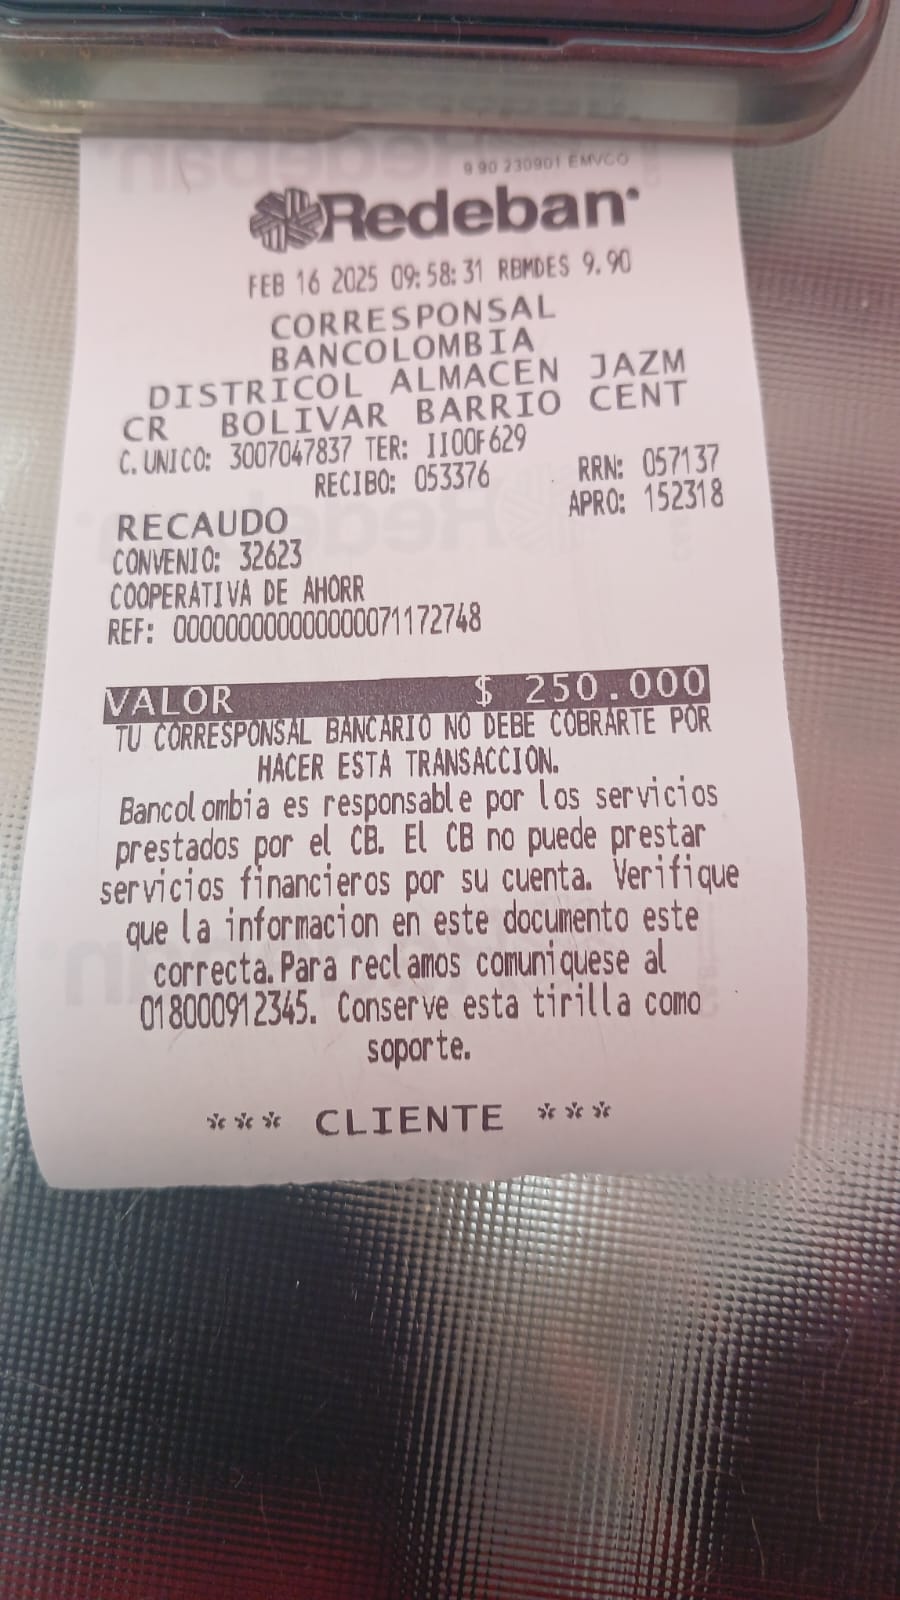 9 90 230901 EMVCO
Redeban
FEB 16 2025 09:58:31 RBMDES 9.90
CORRESPONSAL
BANCOLOMBIA
DISTRICOL ALMACEN JAZM
CR BOLIVAR BARRIO CENT
C. UNICO: 3007047837 TER: II00F629
RECIBO: 053376 RRN: 057137
APRO: 152318
RECAUDO
CONVENIO: 32623
COOPERATIVA DE AHORR
REF: 000000000000000071172748
VALOR $ 250.000
TU CORRESPONSAL BANCARIO NO DEBE COBRARTE POR
HACER ESTA TRANSACCION.
Bancolombia es responsable por los servicios
prestados por el CB. El CB no puede prestar
servicios financieros por su cuenta. Verifique
que la informacion en este documento este
correcta. Para reclamos comuniquese al
018000912345. Conserve esta tirilla como
soporte.
*** CLIENTE ***